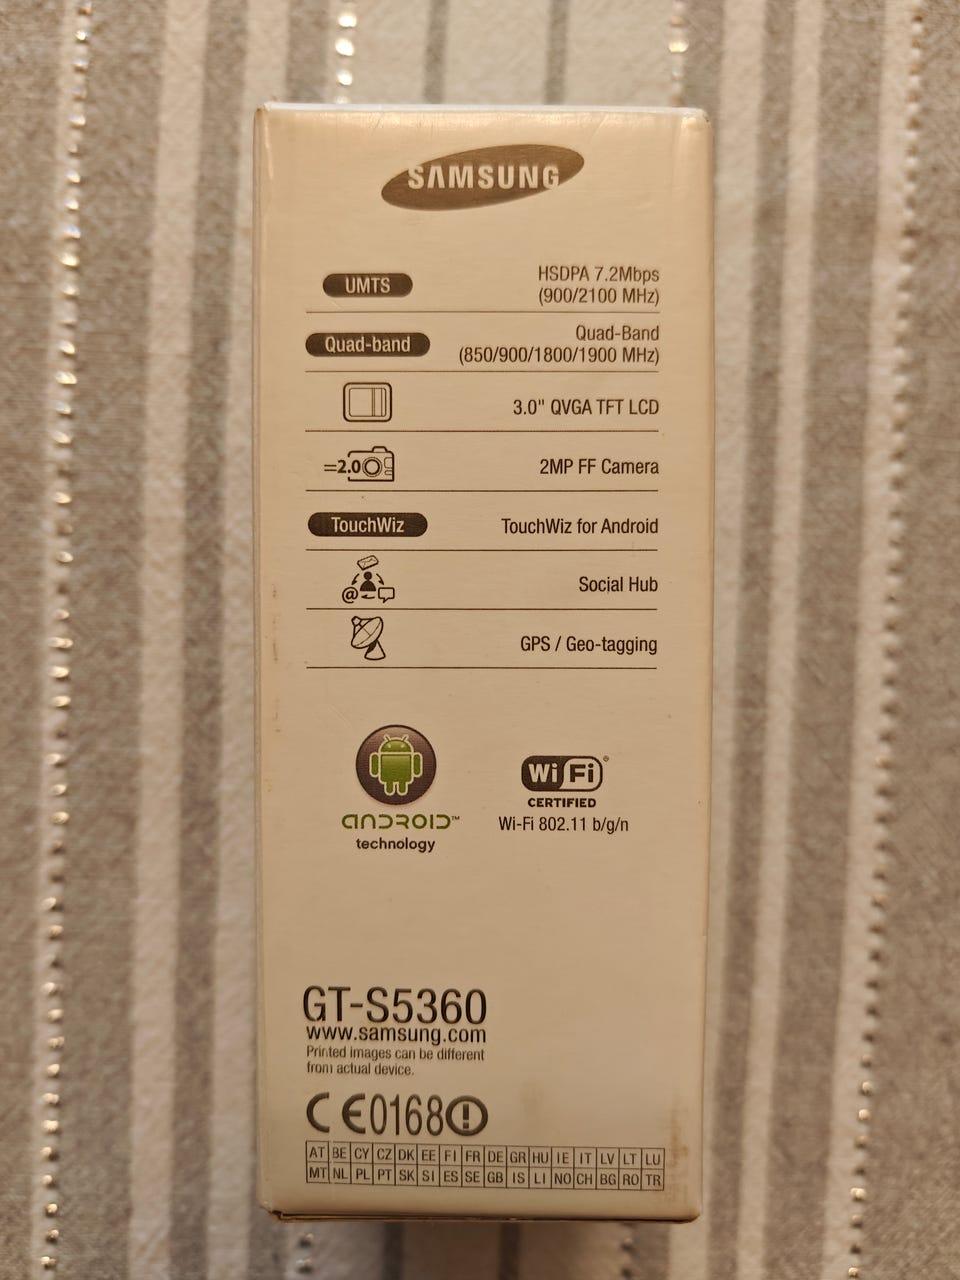 SAMSUNG
UMTS
HSDPA 7.2Mbps
(900/2100 MHz)
Quad-band
Quad-Band
(850/900/1800/1900 MHz)
3.0" QVGA TFT LCD
=2.0
2MP FF Camera
TouchWiz
TouchWiz for Android
@
Social Hub
GPS / Geo-tagging
ANDROID™
technology
Wi Fi®
CERTIFIED
Wi-Fi 802.11 b/g/n
GT-S5360
www.samsung.com
Printed images can be different
from actual device.
CE0168!
AT BE CY CZ DK EE FI FR DE GR HU IE IT LV LT LU
MT NL PL PT SK SI ES SE GB IS LI NO CH BG RO TR